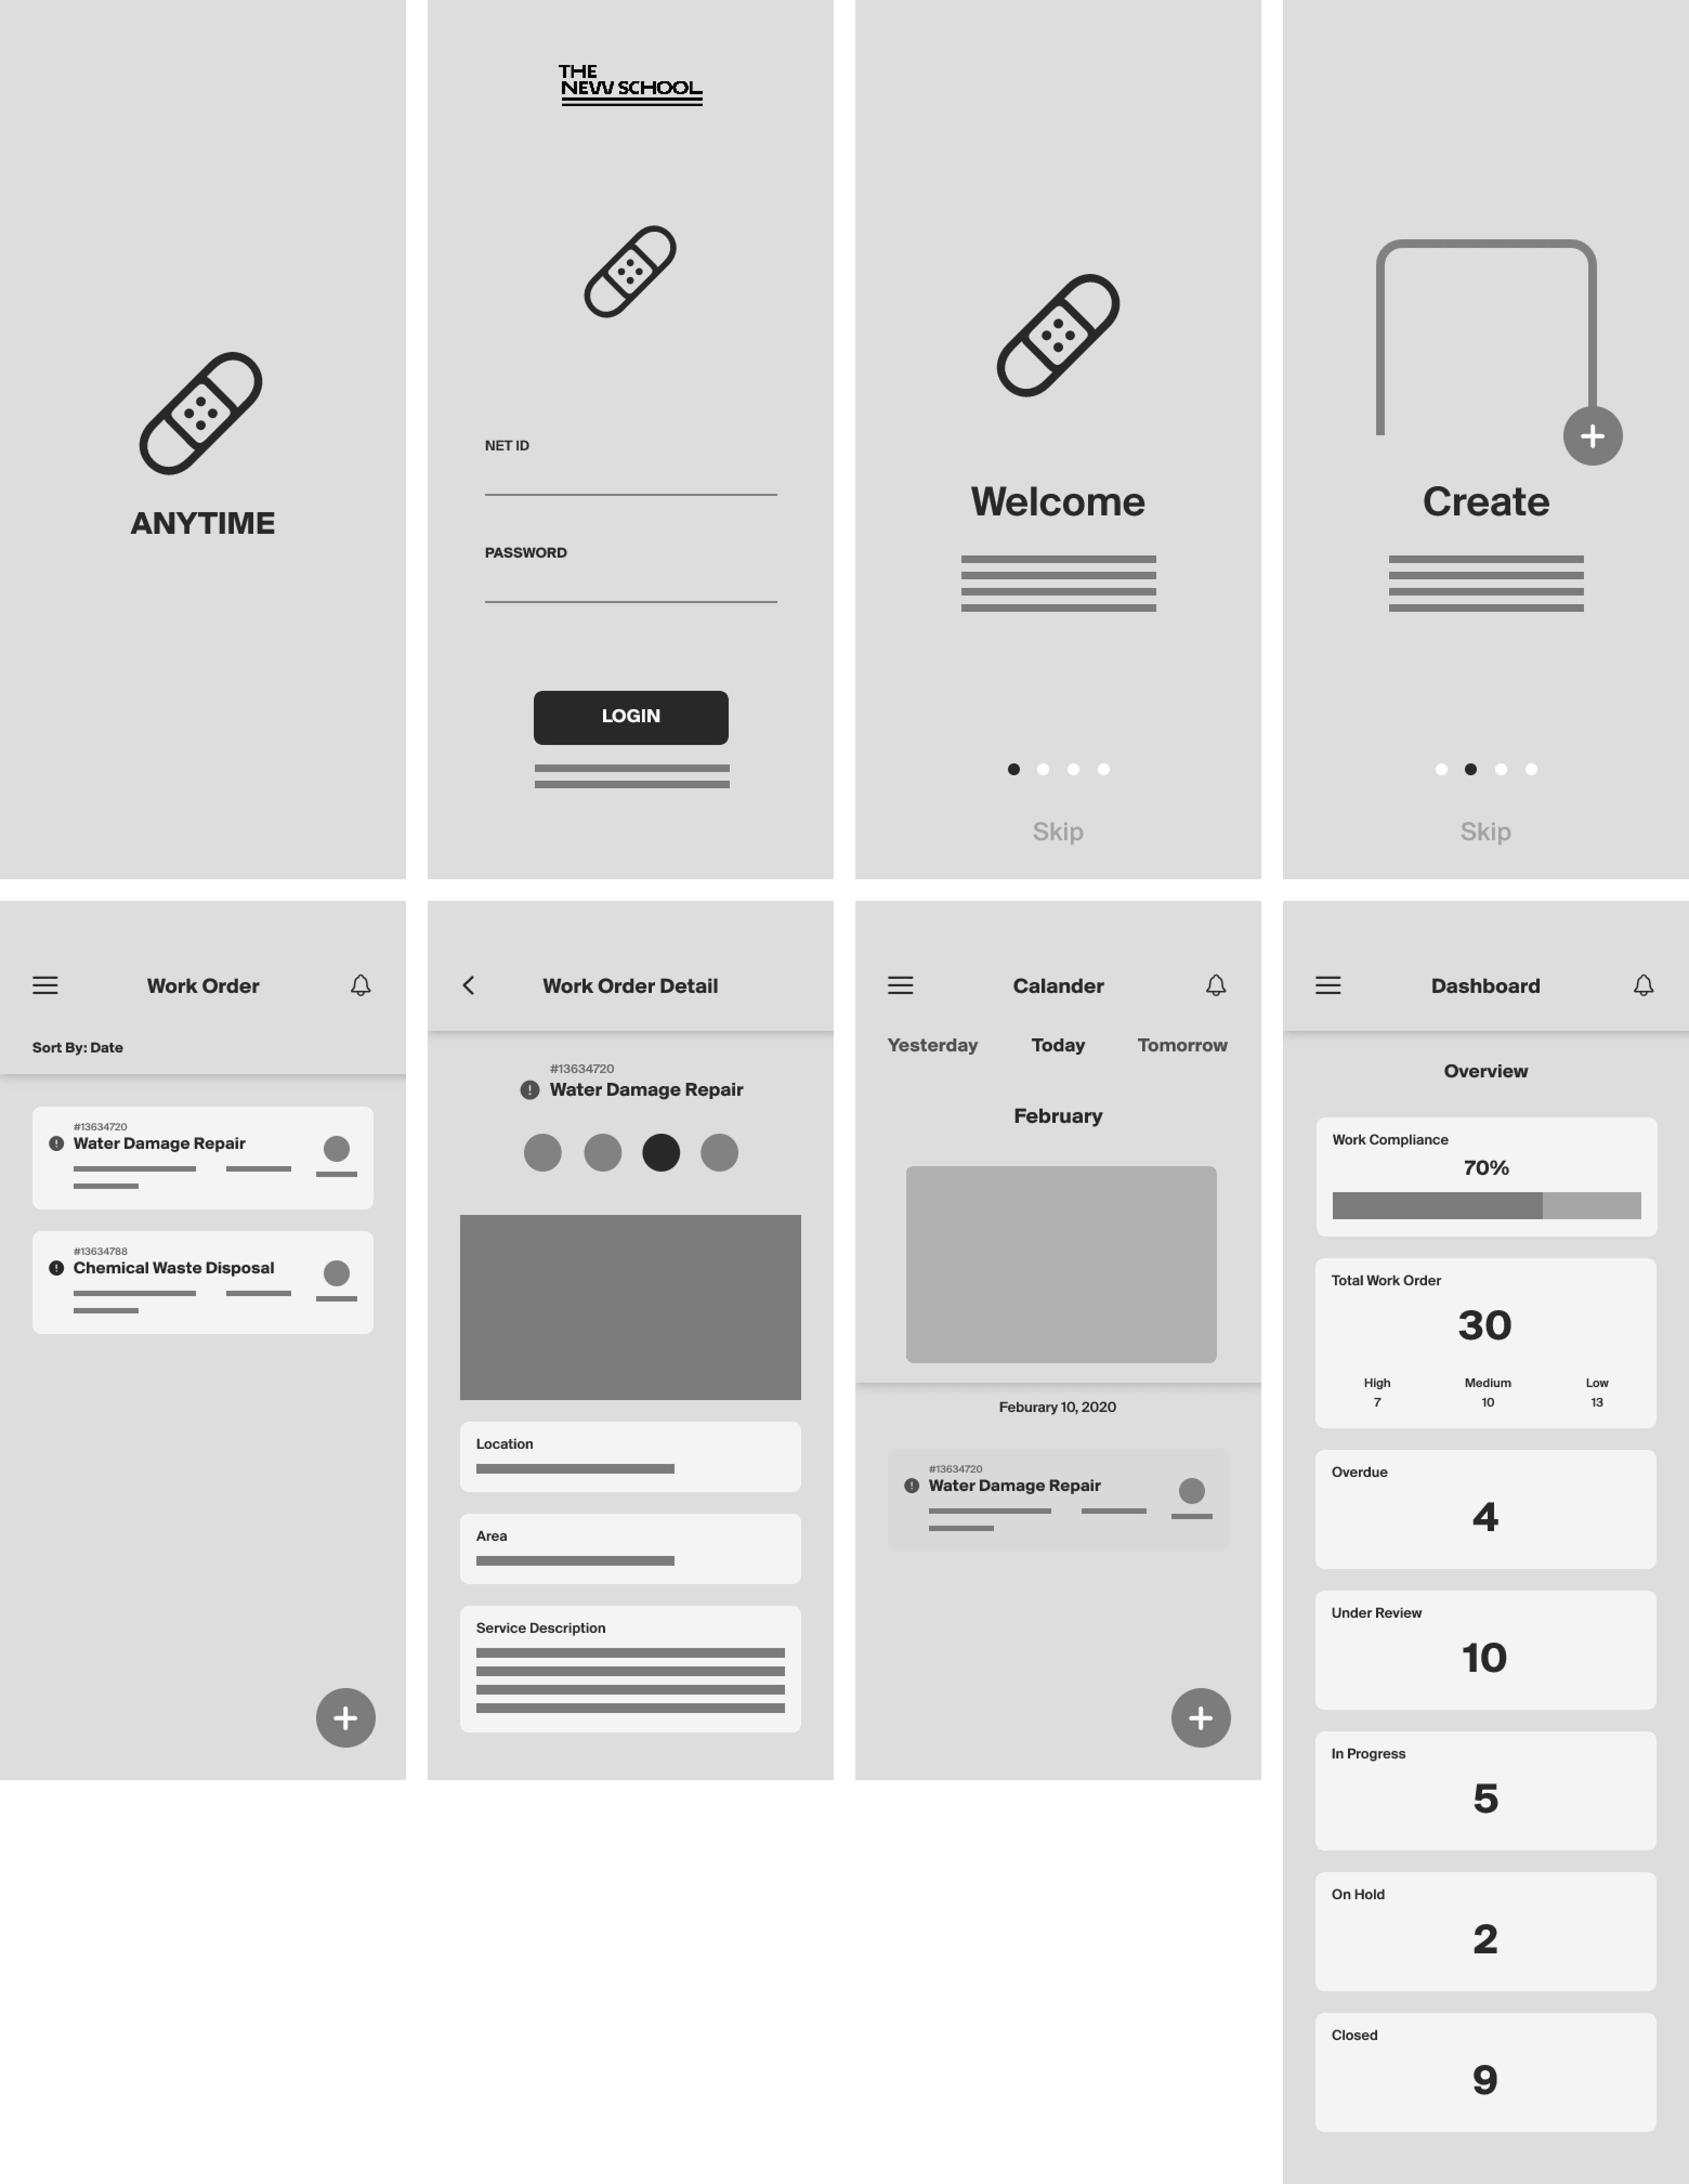 ANYTIME
THE
NEW SCHOOL
NET ID
PASSWORD
LOGIN
Welcome
Skip
Create
Skip
Work Order
Sort By: Date
#13634720
Water Damage Repair
#13634788
Chemical Waste Disposal
Work Order Detail
#13634720
Water Damage Repair
Location
Area
Service Description
Calander
Yesterday Today Tomorrow
February
Feburary 10, 2020
#13634720
Water Damage Repair
Dashboard
Overview
Work Compliance
70%
Total Work Order
30
High Medium Low
7 10 13
Overdue
4
Under Review
10
In Progress
5
On Hold
2
Closed
9